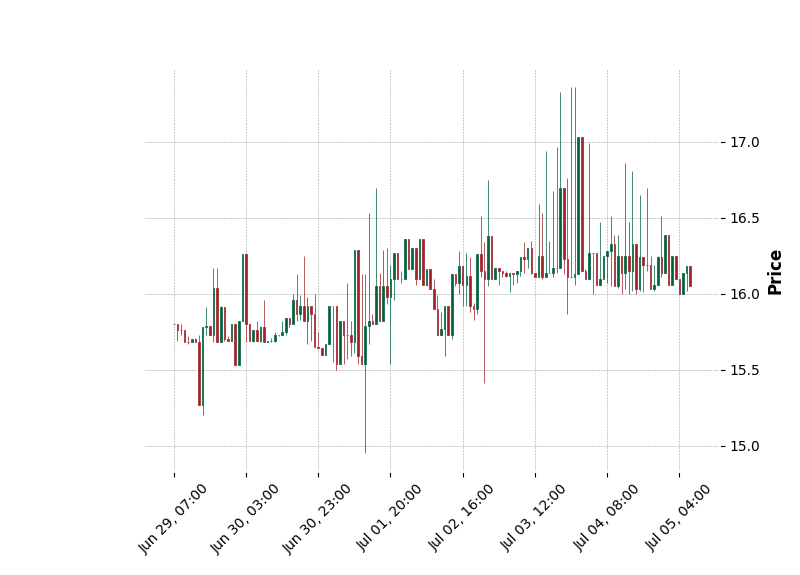 17.0
16.5
16.0
15.5
15.0
Price
Jun 29, 07:00
Jun 30, 03:00
Jun 30, 23:00
Jul 01, 20:00
Jul 02, 16:00
Jul 03, 12:00
Jul 04, 08:00
Jul 05, 04:00